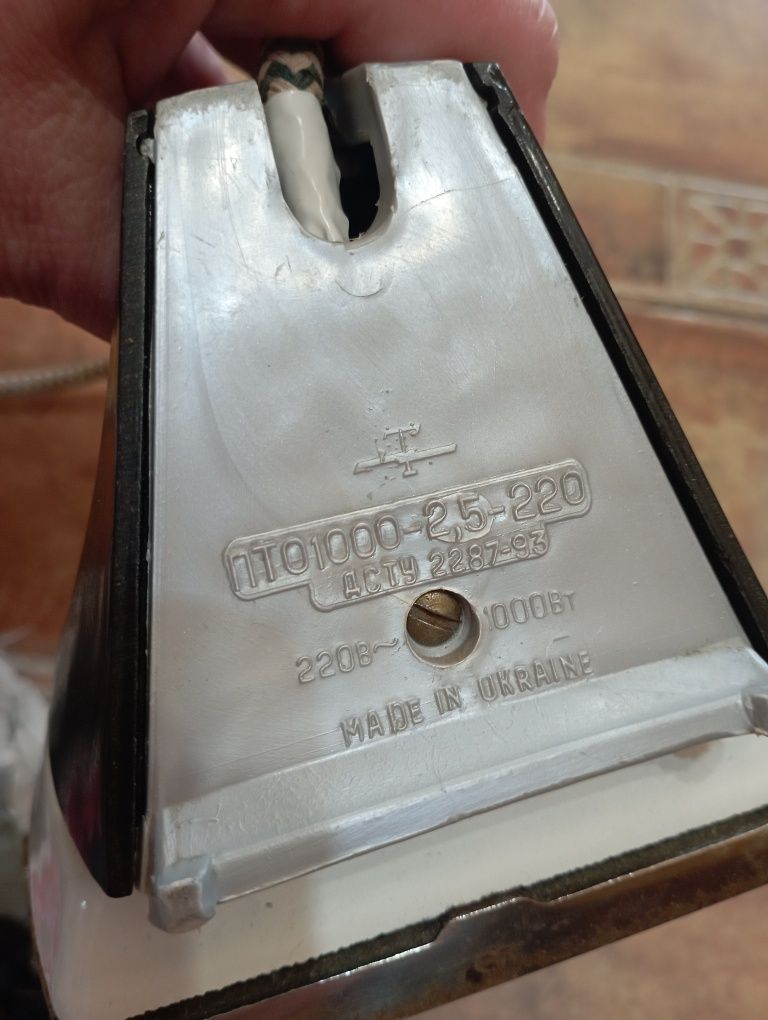 ПТО1000-2,5-220
ДСТУ 2287-93
220В~ 1000Вт
MADE IN UKRAINE